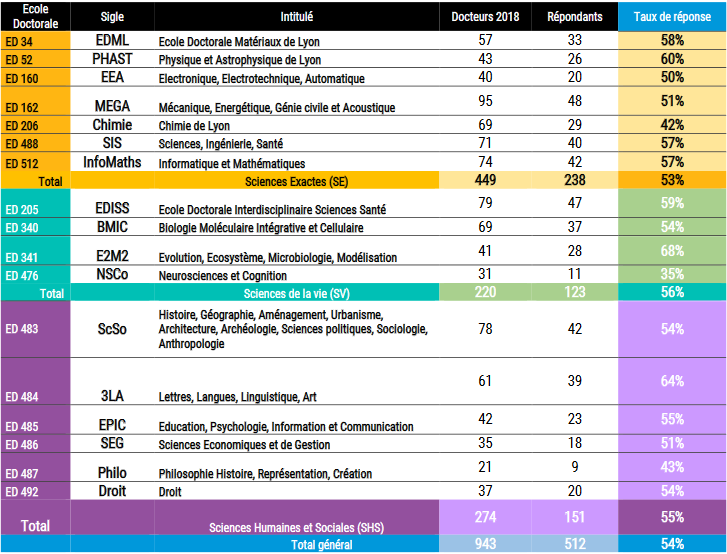 Ecole Doctorale Sigle Intitulé Docteurs 2018 Répondants Taux de réponse
ED 34 EDML Ecole Doctorale Matériaux de Lyon 57 33 58%
ED 52 PHAST Physique et Astrophysique de Lyon 43 26 60%
ED 160 EEA Electronique, Electrotechnique, Automatique 40 20 50%
ED 162 MEGA Mécanique, Energétique, Génie civile et Acoustique 95 48 51%
ED 206 Chimie Chimie de Lyon 69 29 42%
ED 488 SIS Sciences, Ingénierie, Santé 71 40 57%
ED 512 InfoMaths Informatique et Mathématiques 74 42 57%
Total Sciences Exactes (SE) 449 238 53%
ED 205 EDISS Ecole Doctorale Interdisciplinaire Sciences Santé 79 47 59%
ED 340 BMIC Biologie Moléculaire Intégrative et Cellulaire 69 37 54%
ED 341 E2M2 Evolution, Ecosystème, Microbiologie, Modélisation 41 28 68%
ED 476 NSCo Neurosciences et Cognition 31 11 35%
Total Sciences de la vie (SV) 220 123 56%
ED 483 ScSo Histoire, Géographie, Aménagement, Urbanisme,
Architecture, Archéologie, Sciences politiques, Sociologie,
Anthropologie 78 42 54%
ED 484 3LA Lettres, Langues, Linguistique, Art 61 39 64%
ED 485 EPIC Education, Psychologie, Information et Communication 42 23 55%
ED 486 SEG Sciences Economiques et de Gestion 35 18 51%
ED 487 Philo Philosophie Histoire, Représentation, Création 21 9 43%
ED 492 Droit Droit 37 20 54%
Total Sciences Humaines et Sociales (SHS) 274 151 55%
Total général 943 512 54%